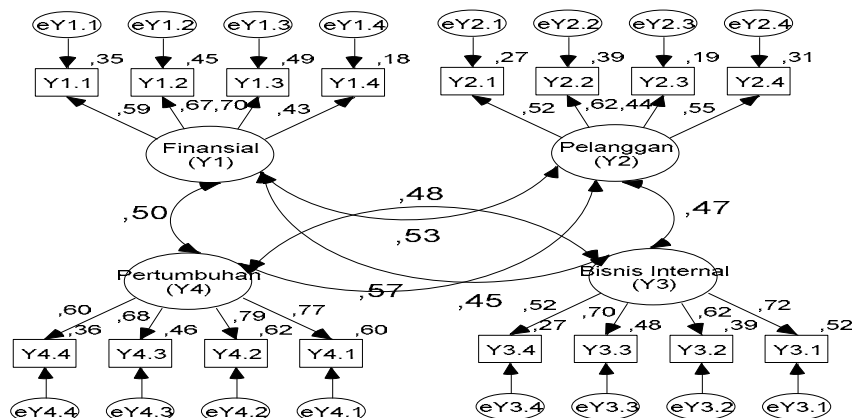 eY1.1 eY1.2 eY1.3 eY1.4 eY2.1 eY2.2 eY2.3 eY2.4
,35 ,45 ,49 ,18 ,27 ,39 ,19 ,31
Y1.1 Y1.2 Y1.3 Y1.4 Y2.1 Y2.2 Y2.3 Y2.4
,59 ,67 ,70 ,43 ,52 ,62 ,44 ,55
Finansial Pelanggan
(Y1) (Y2)
,48
,50 ,47
,53
Pertumbuhan Bisnis Internal
(Y4) (Y3)
,57 ,45
,60 ,68 ,79 ,77 ,52 ,70 ,62 ,72
,36 ,46 ,62 ,60 ,27 ,48 ,39 ,52
Y4.4 Y4.3 Y4.2 Y4.1 Y3.4 Y3.3 Y3.2 Y3.1
eY4.4 eY4.3 eY4.2 eY4.1 eY3.4 eY3.3 eY3.2 eY3.1